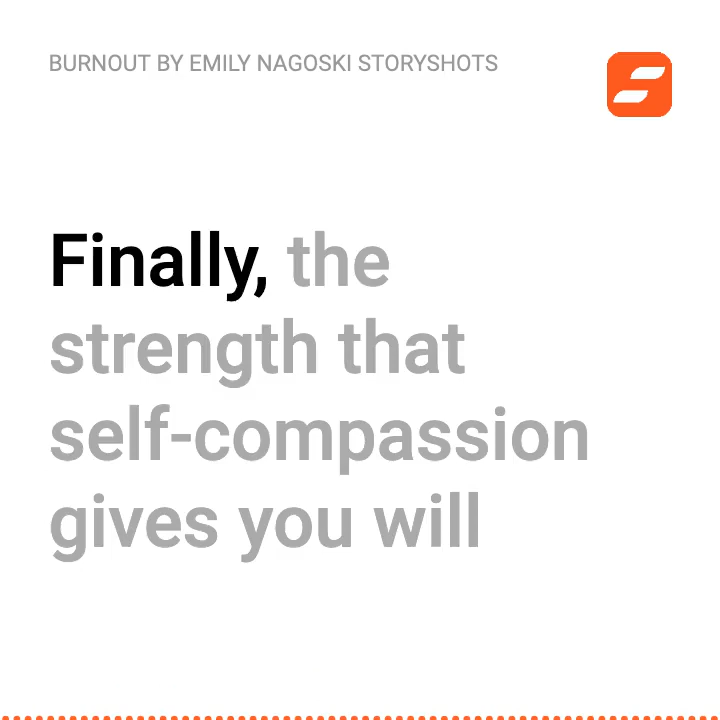 BURNOUT BY EMILY NAGOSKI STORYSHOTS
Finally, the
strength that
self-compassion
gives you will